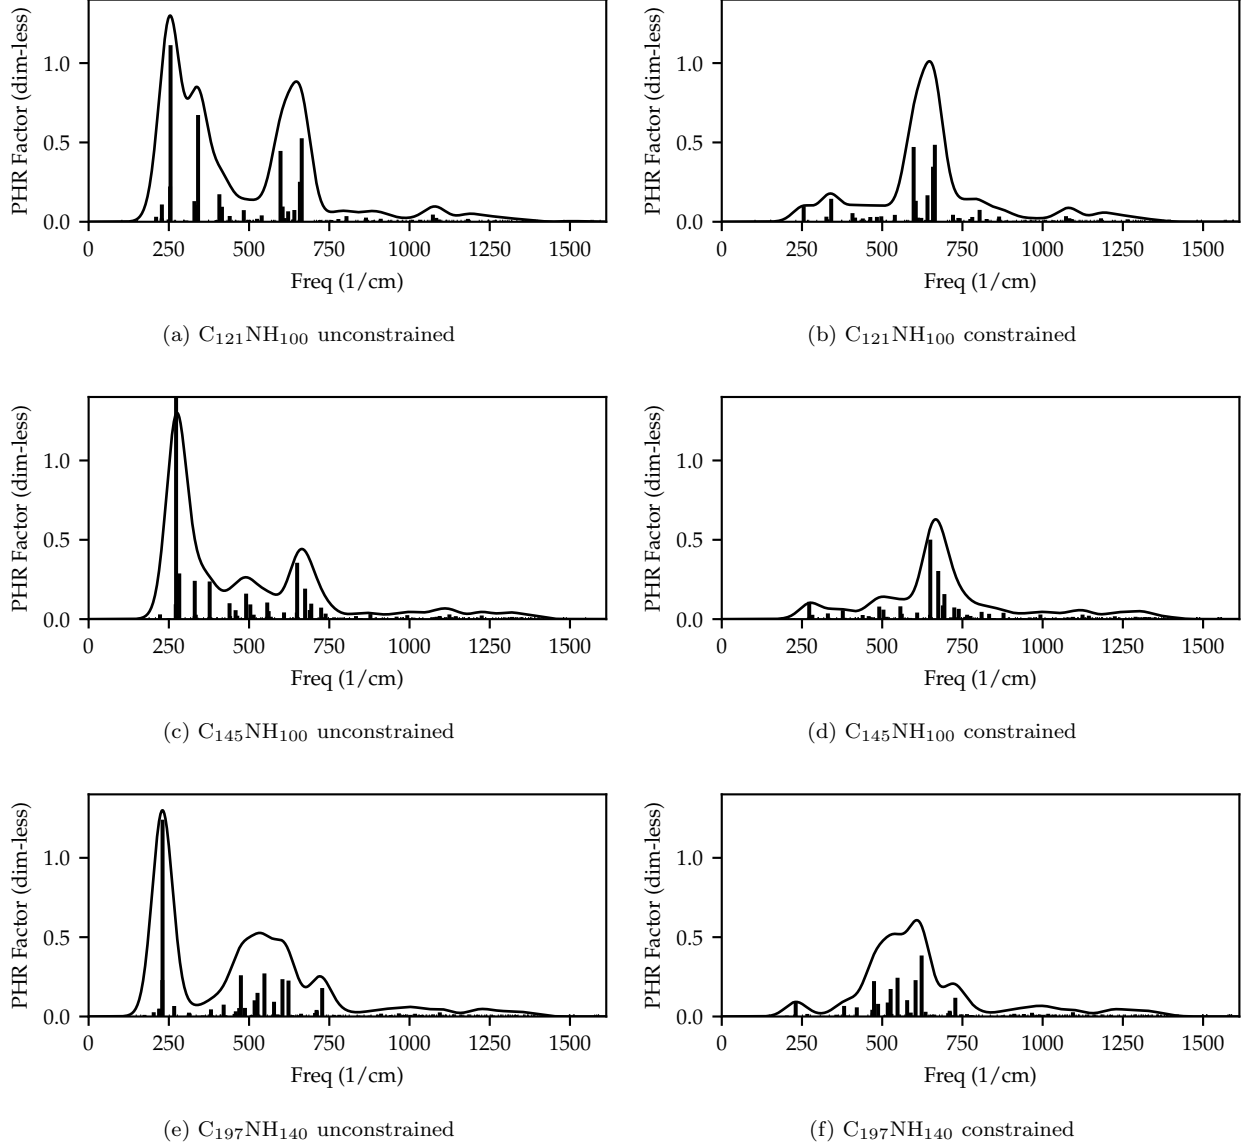 PHR Factor (dim-less)
1.0
0.5
0.0
0 250 500 750 1000 1250 1500
Freq (1/cm)
(a) C₁₂₁NH₁₀₀ unconstrained
PHR Factor (dim-less)
1.0
0.5
0.0
0 250 500 750 1000 1250 1500
Freq (1/cm)
(b) C₁₂₁NH₁₀₀ constrained
PHR Factor (dim-less)
1.0
0.5
0.0
0 250 500 750 1000 1250 1500
Freq (1/cm)
(c) C₁₄₅NH₁₀₀ unconstrained
PHR Factor (dim-less)
1.0
0.5
0.0
0 250 500 750 1000 1250 1500
Freq (1/cm)
(d) C₁₄₅NH₁₀₀ constrained
PHR Factor (dim-less)
1.0
0.5
0.0
0 250 500 750 1000 1250 1500
Freq (1/cm)
(e) C₁₉₇NH₁₄₀ unconstrained
PHR Factor (dim-less)
1.0
0.5
0.0
0 250 500 750 1000 1250 1500
Freq (1/cm)
(f) C₁₉₇NH₁₄₀ constrained